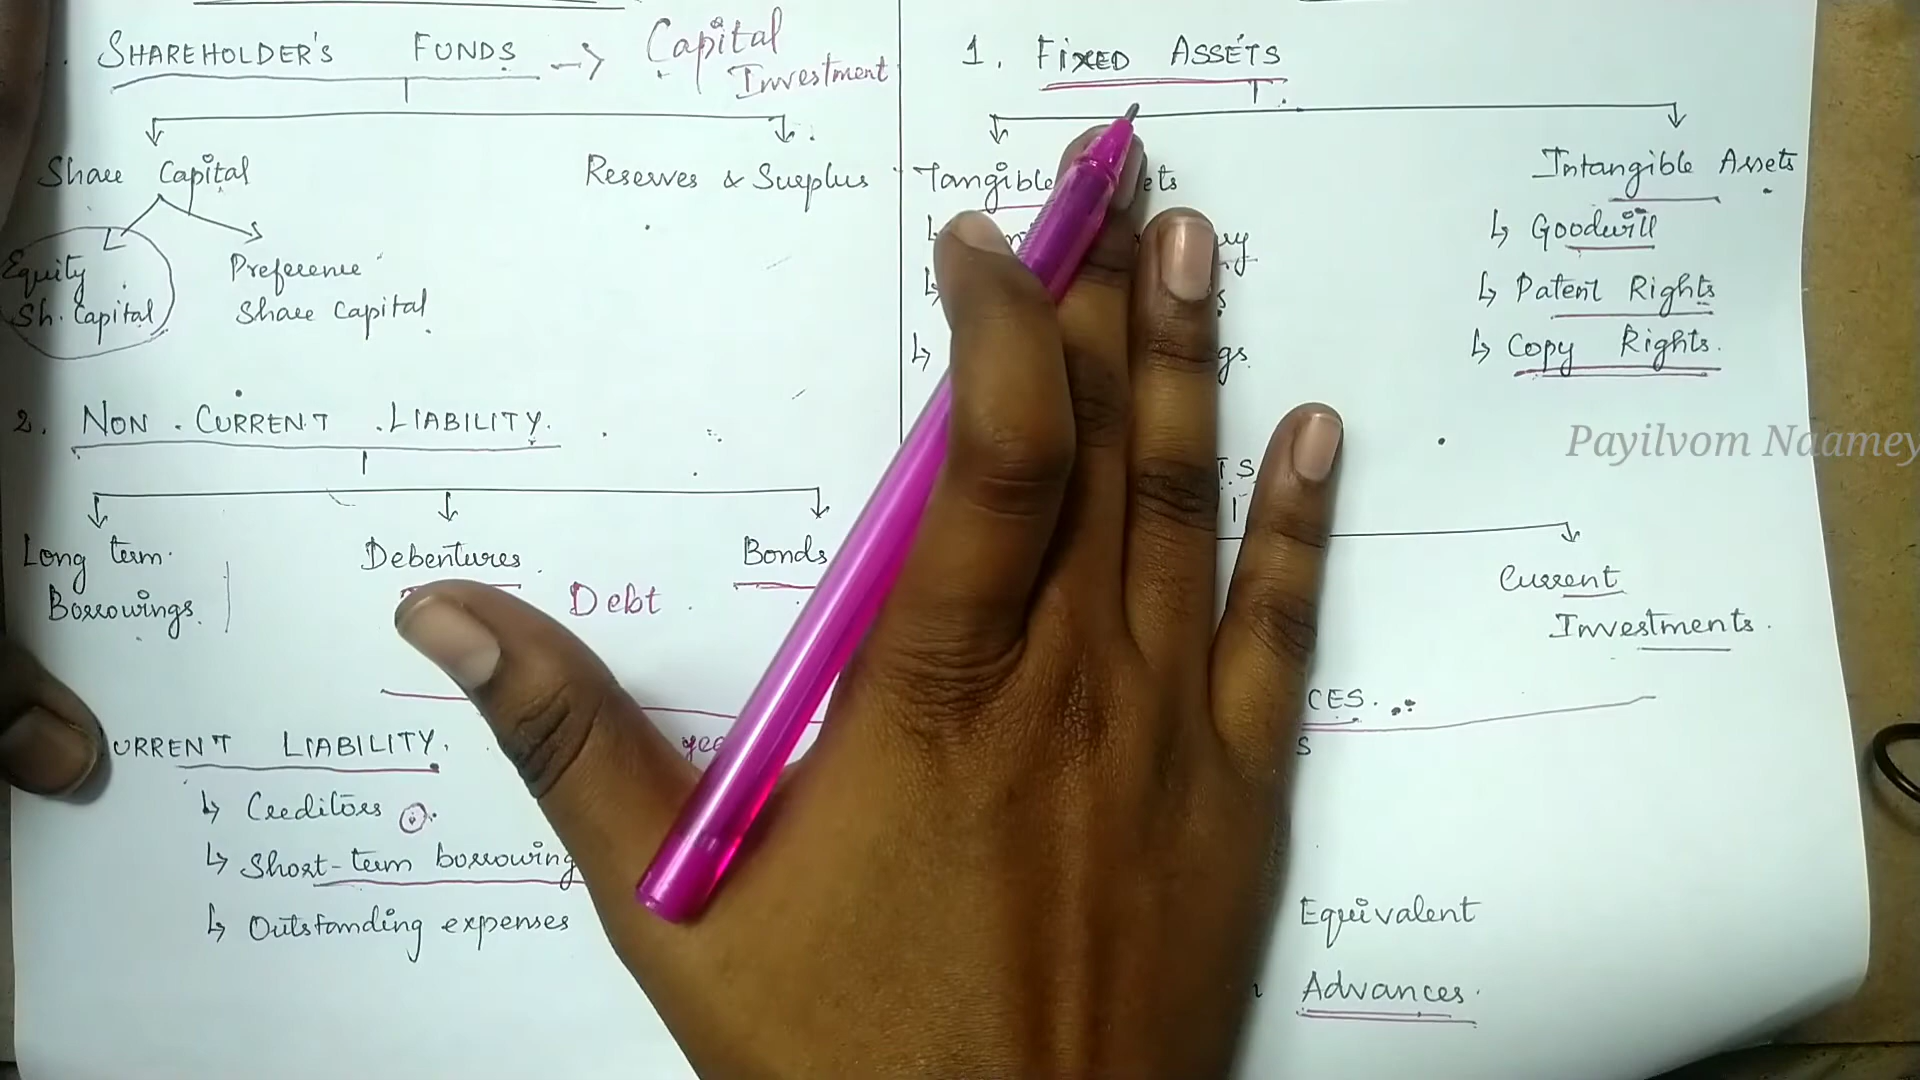 SHAREHOLDER'S FUNDS -> Capital Investment
Share Capital
Reserves & Surplus
Equity Sh. Capital
Preference Share Capital
2. NON-CURRENT LIABILITY.
Long term Borrowings
Debentures
Bonds
Debt
CURRENT LIABILITY.
Creditors
Short-term borrowing
Outstanding expenses
1. FIXED ASSETS
Tangible
Intangible Assets
Goodwill
Patent Rights
Copy Rights.
Payilvom Naamey
Current
Investments.
Equivalent
Advances.